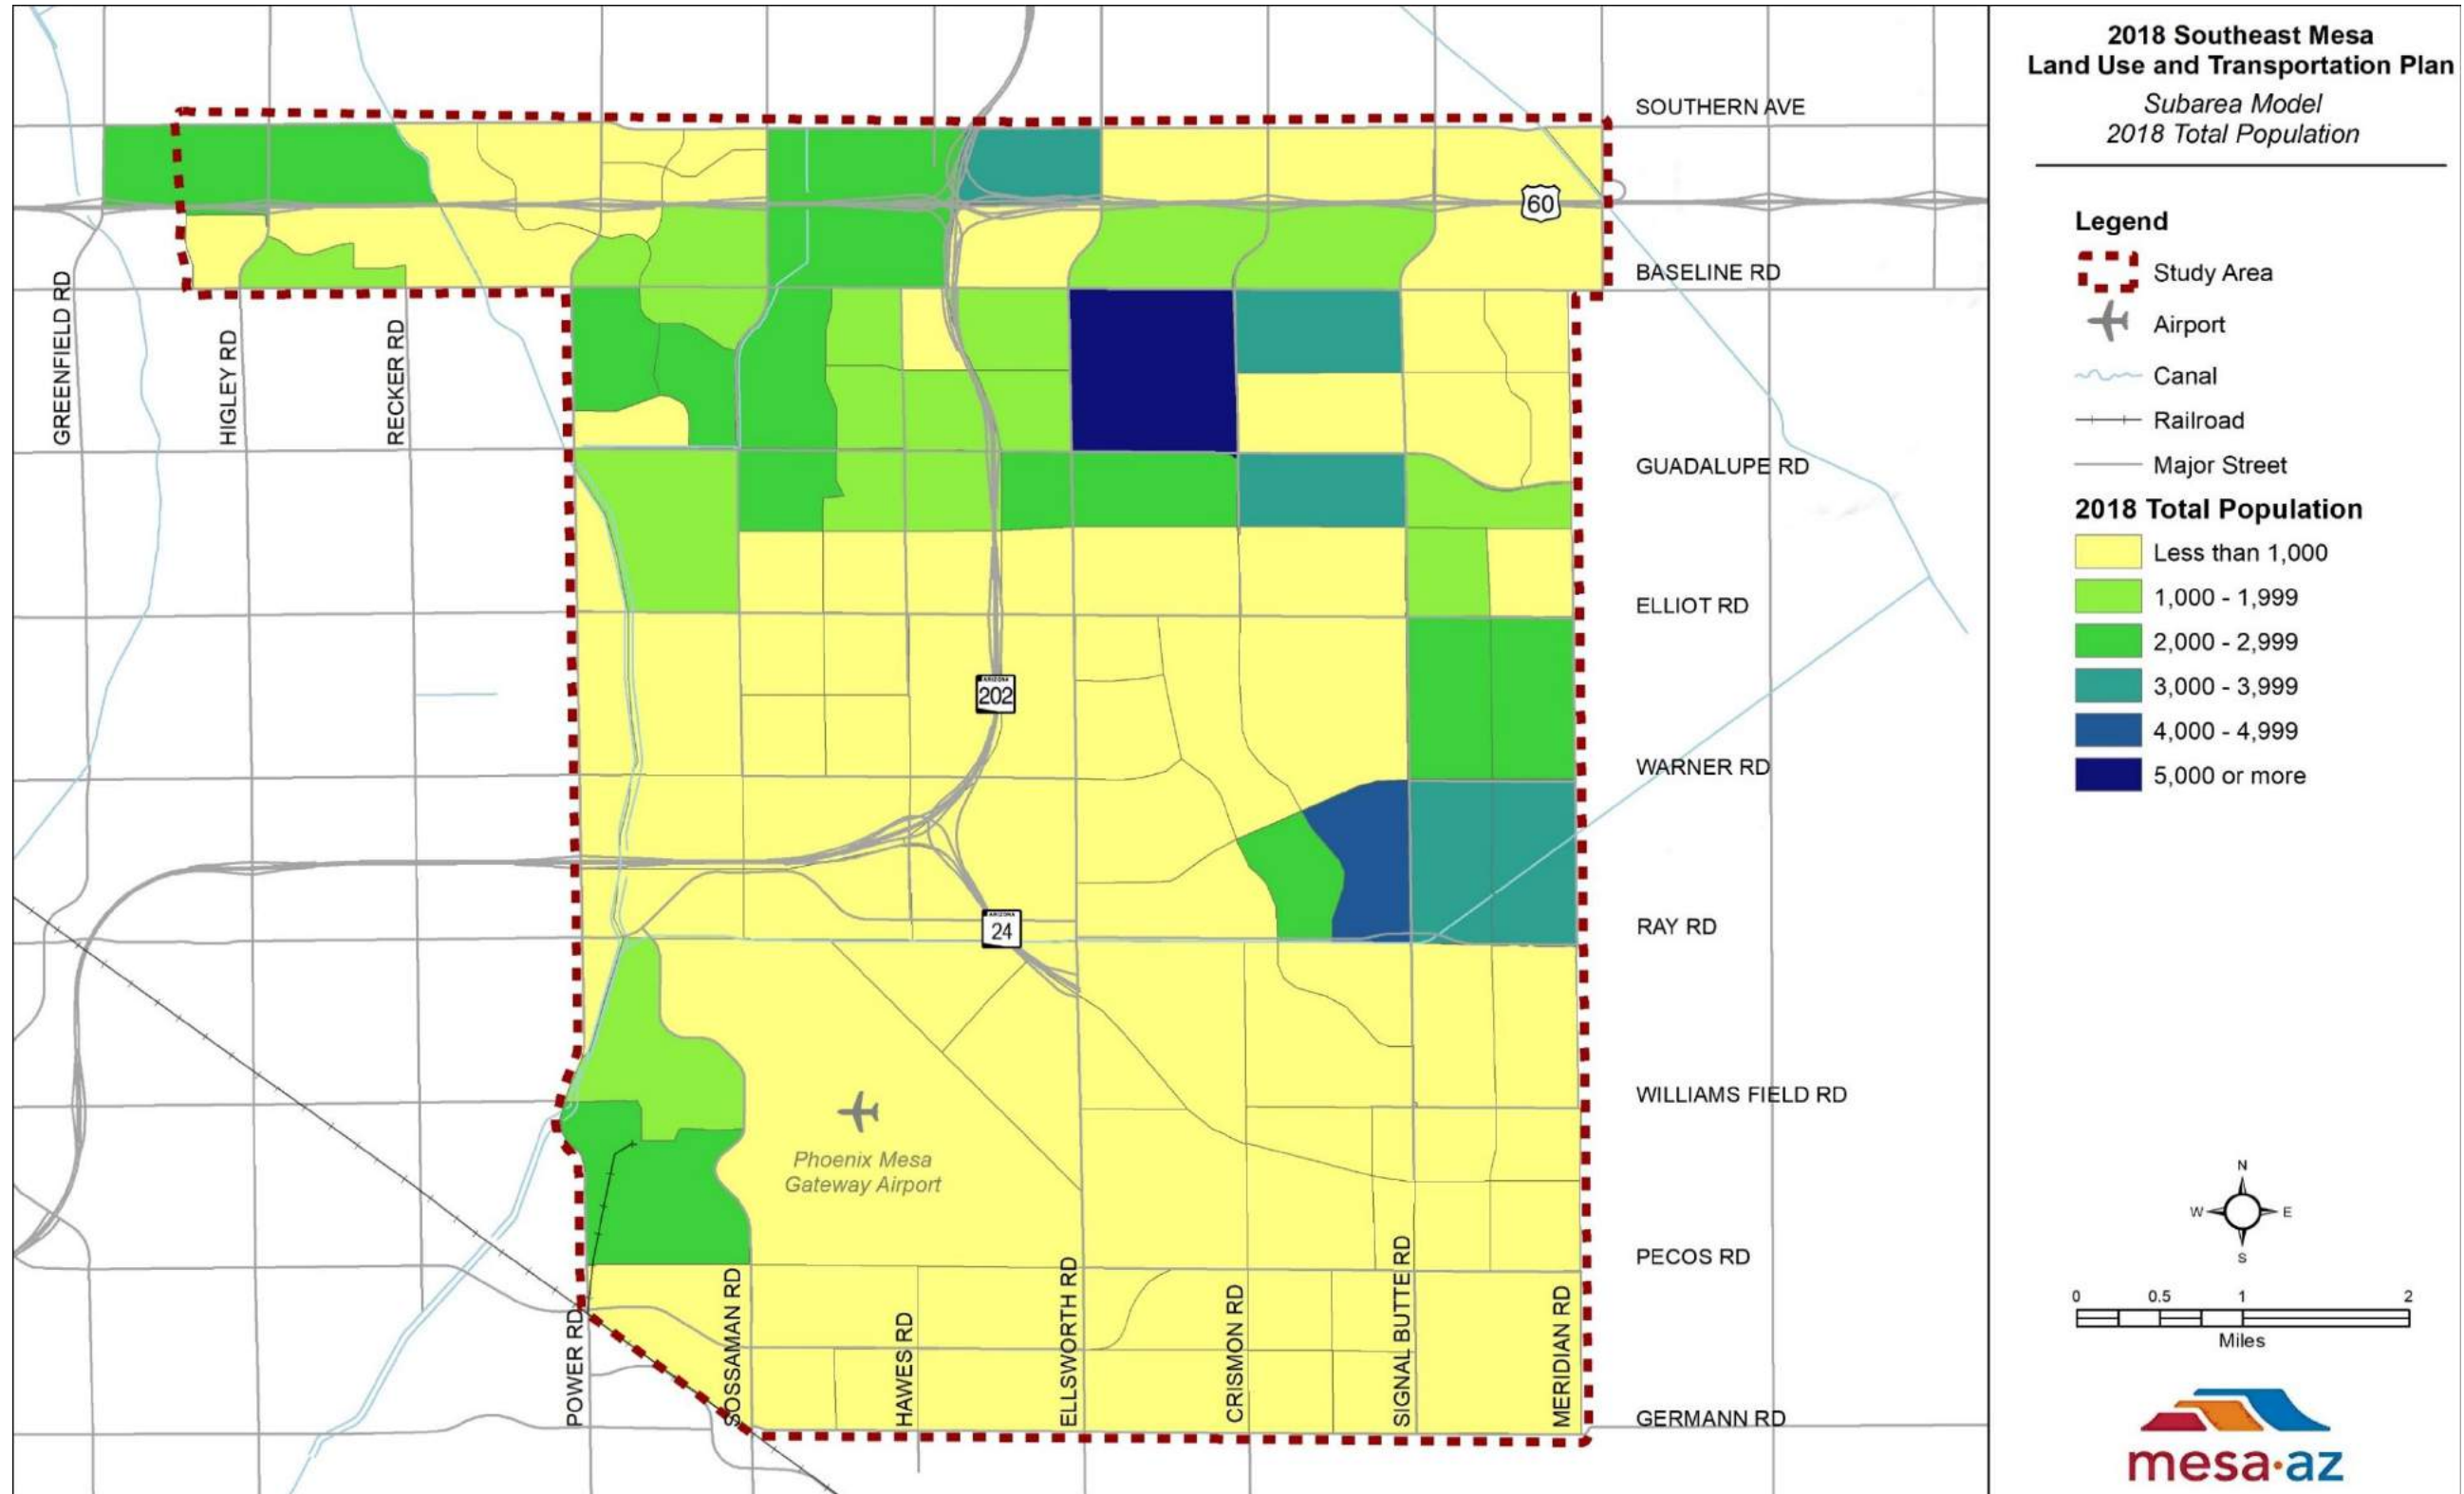 2018 Southeast Mesa
Land Use and Transportation Plan
Subarea Model
2018 Total Population
SOUTHERN AVE
60
BASELINE RD
GREENFIELD RD
HIGLEY RD
RECKER RD
GUADALUPE RD
ELLIOT RD
ARIZONA
202
WARNER RD
ARIZONA
24
RAY RD
WILLIAMS FIELD RD
Phoenix Mesa
Gateway Airport
PECOS RD
POWER RD
SOSSAMAN RD
HAWES RD
ELLSWORTH RD
CRISMON RD
SIGNAL BUTTE RD
MERIDIAN RD
GERMANN RD
Legend
Study Area
Airport
Canal
Railroad
Major Street
2018 Total Population
Less than 1,000
1,000 - 1,999
2,000 - 2,999
3,000 - 3,999
4,000 - 4,999
5,000 or more
N
W E
S
0 0.5 1 2
Miles
mesa·az